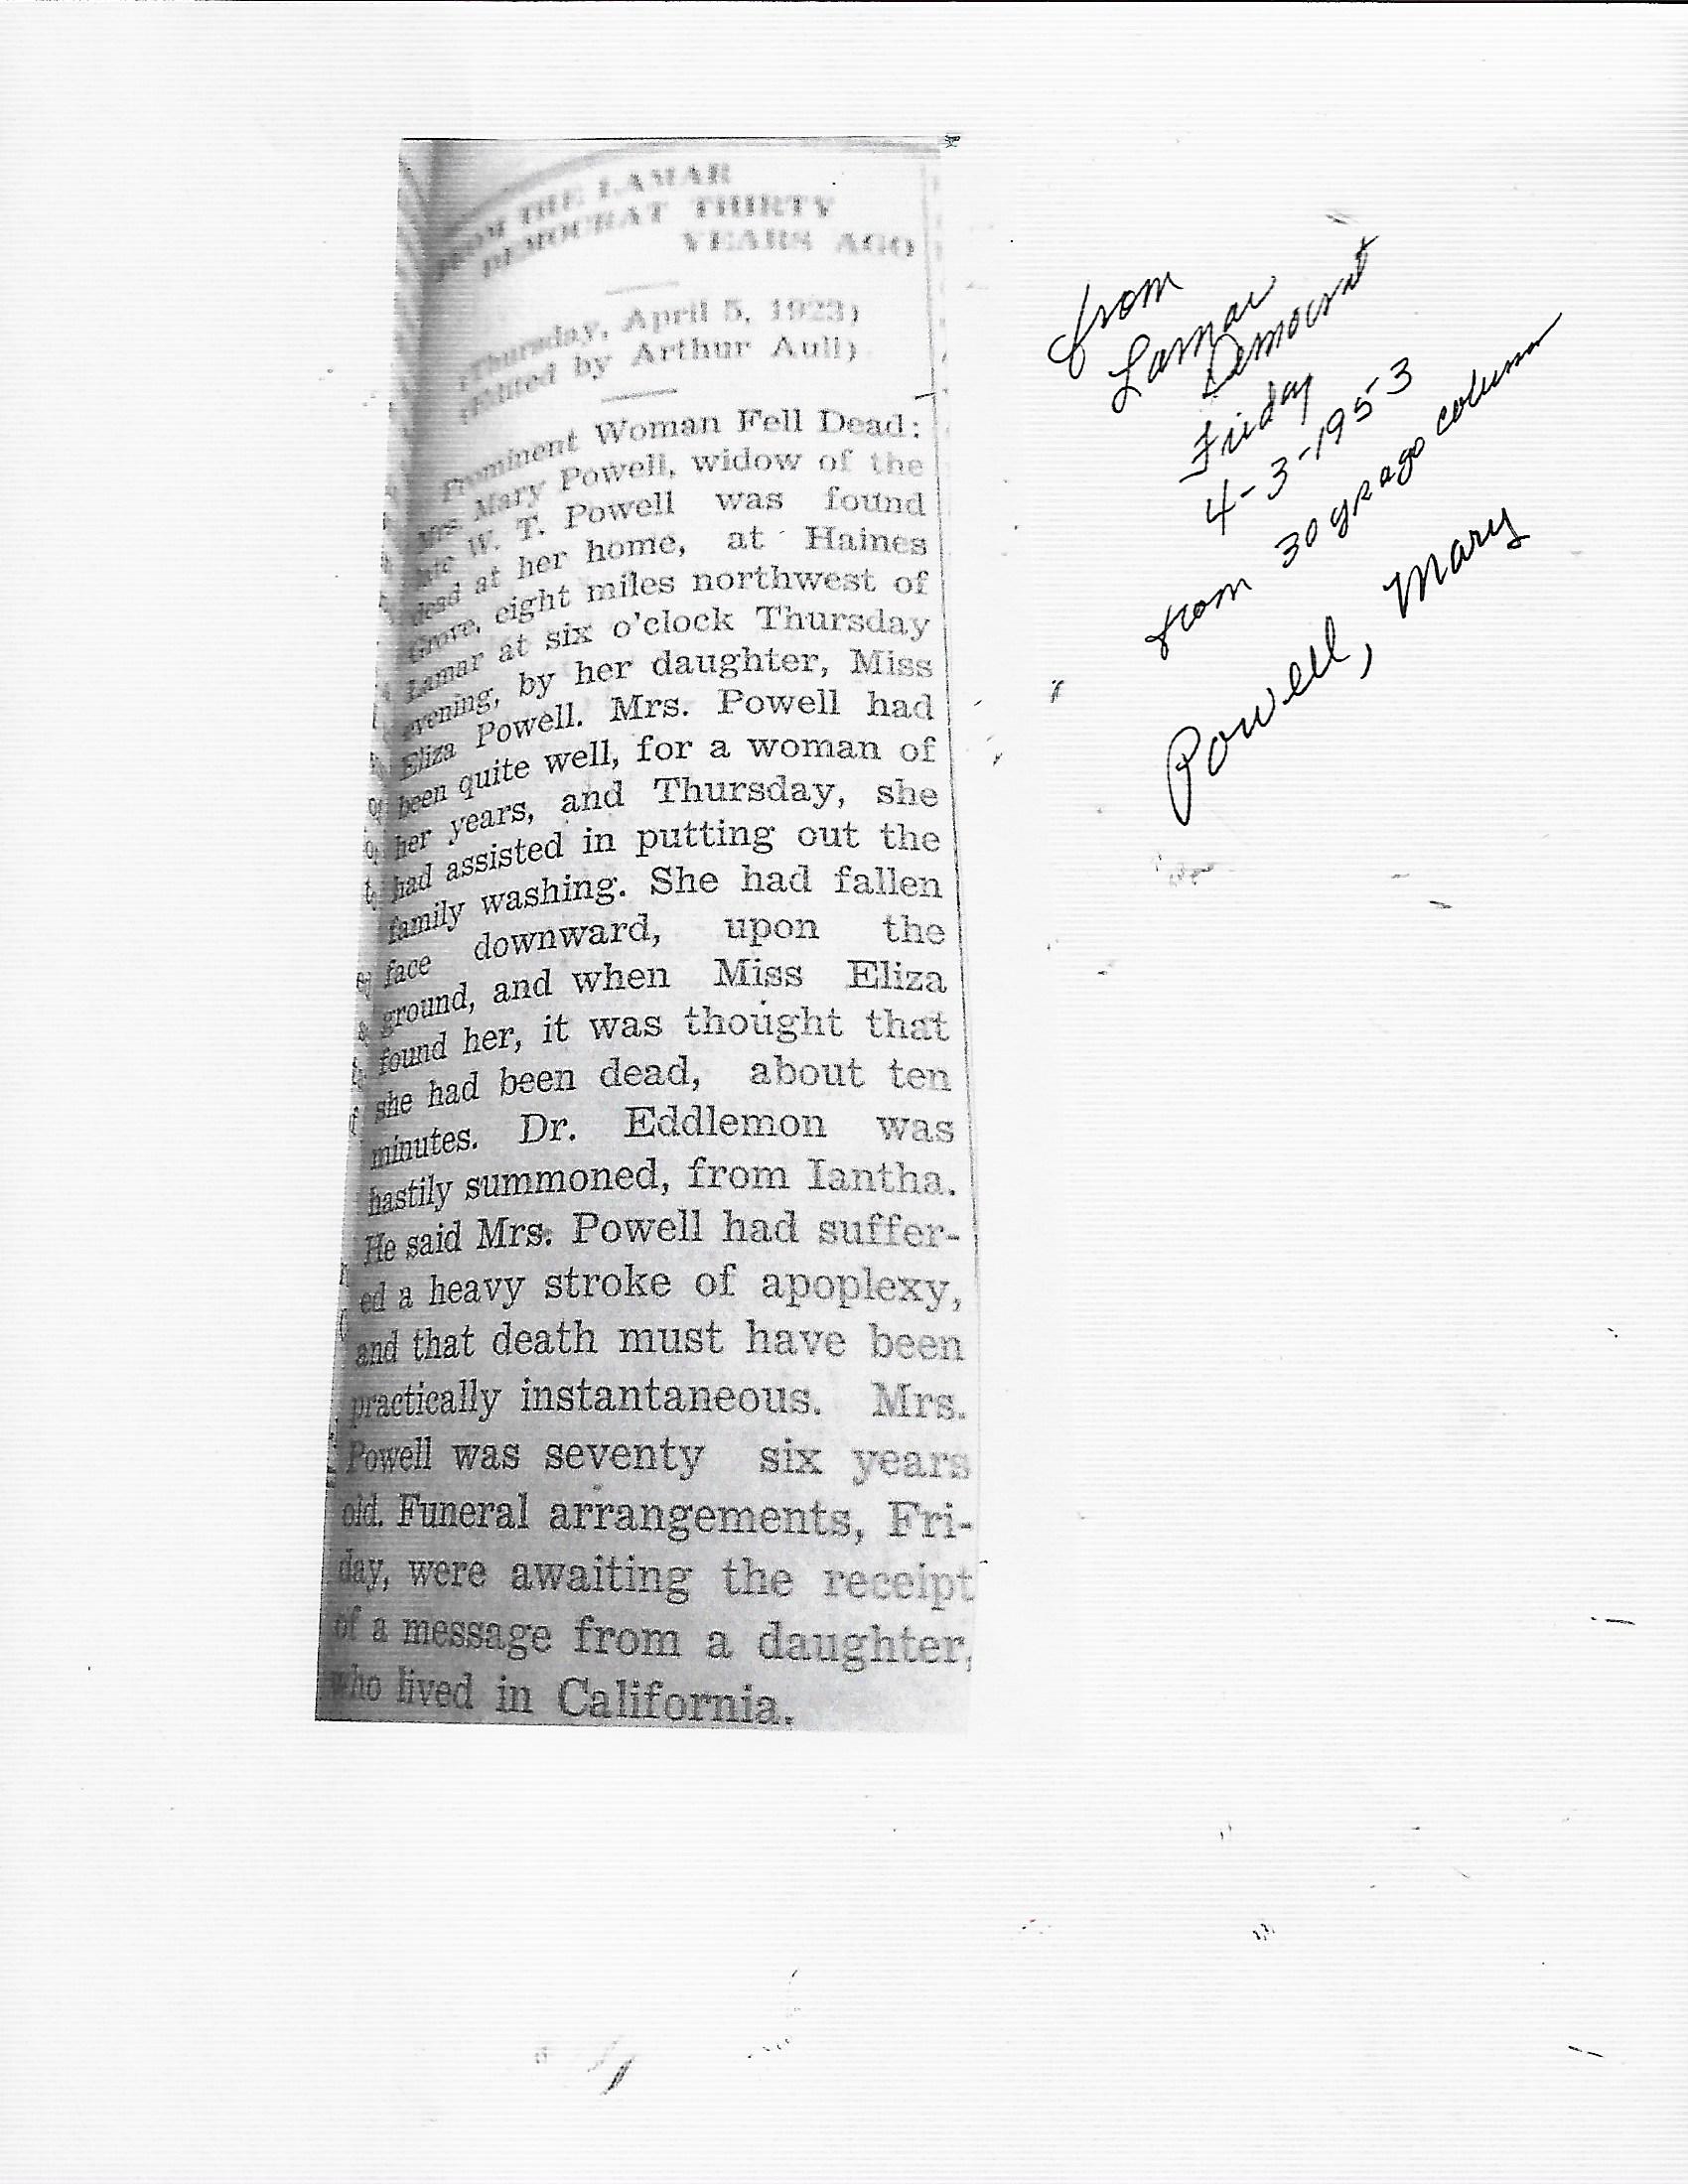 FROM THE LAMAR
DEMOCRAT THIRTY
YEARS AGO
(Thursday, April 5, 1923)
(Edited by Arthur Aull)
Prominent Woman Fell Dead:
Mrs. Mary Powell, widow of the
late W. T. Powell was found
dead at her home, at Haines
Grove, eight miles northwest of
Lamar at six o'clock Thursday
evening, by her daughter, Miss
Eliza Powell. Mrs. Powell had
been quite well, for a woman of
her years, and Thursday, she
had assisted in putting out the
family washing. She had fallen
face downward, upon the
ground, and when Miss Eliza
found her, it was thought that
she had been dead, about ten
minutes. Dr. Eddlemon was
hastily summoned, from Iantha.
He said Mrs. Powell had suffer-
ed a heavy stroke of apoplexy,
and that death must have been
practically instantaneous. Mrs.
Powell was seventy six years
old. Funeral arrangements, Fri-
day, were awaiting the receipt
of a message from a daughter,
who lived in California.
from
Lamar
Democrat
Friday
4-3-1953
from 30 yrs ago column
Powell, Mary